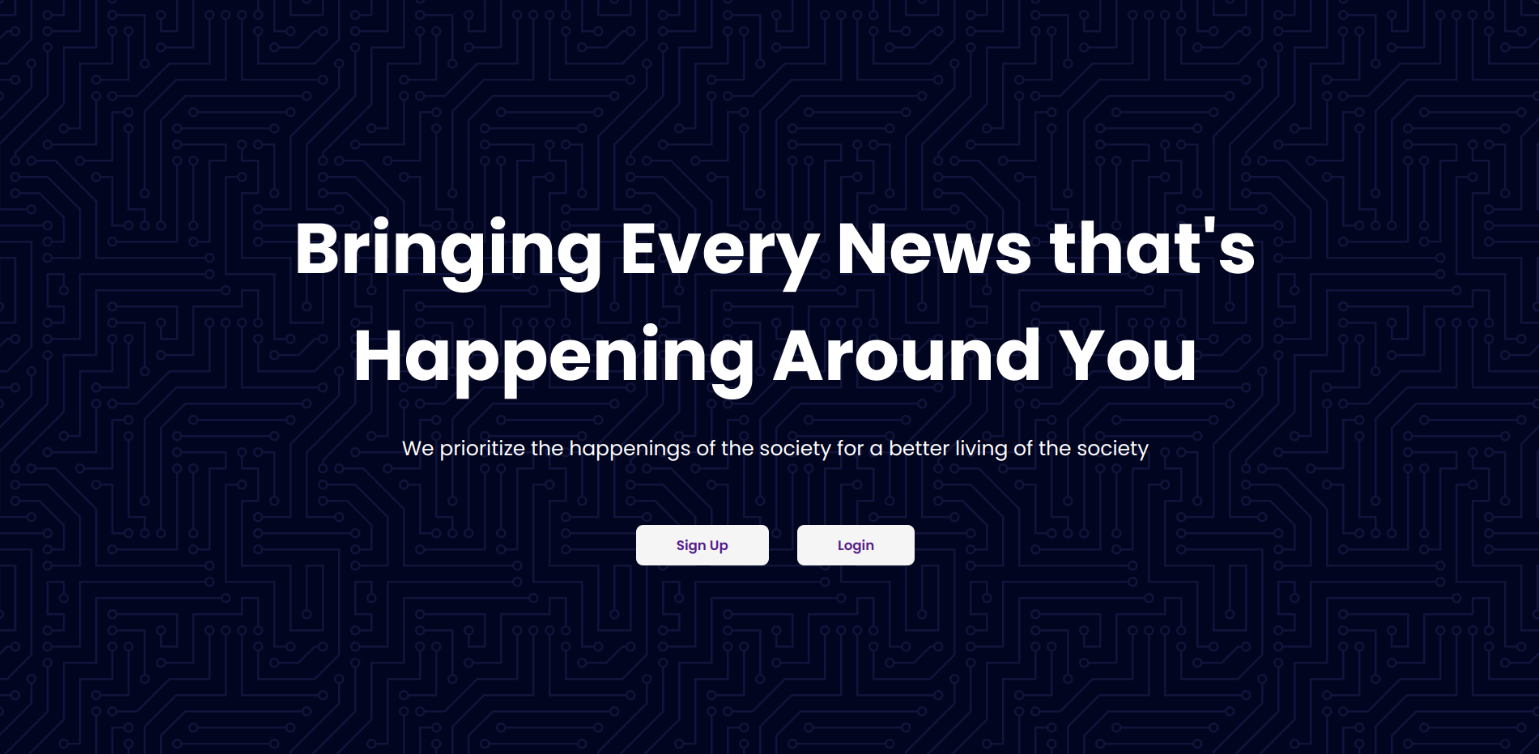 Bringing Every News that's
Happening Around You
We prioritize the happenings of the society for a better living of the society
Sign Up
Login